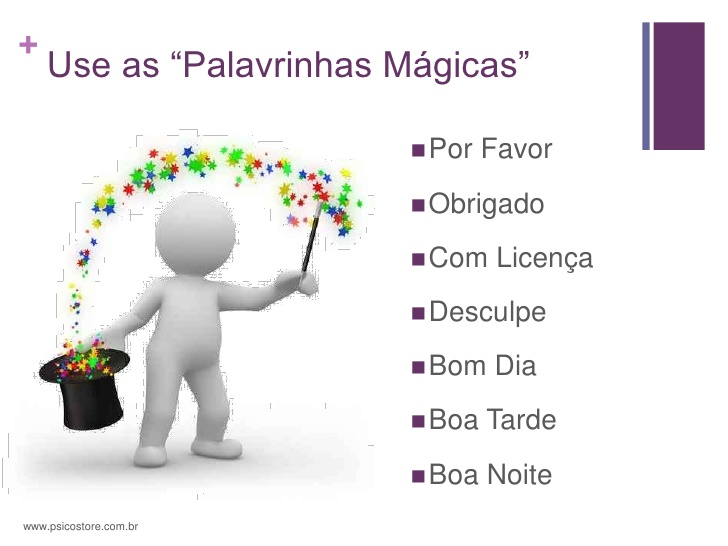 +
Use as “Palavrinhas Mágicas”
Por Favor
Obrigado
Com Licença
Desculpe
Bom Dia
Boa Tarde
Boa Noite
www.psicostore.com.br